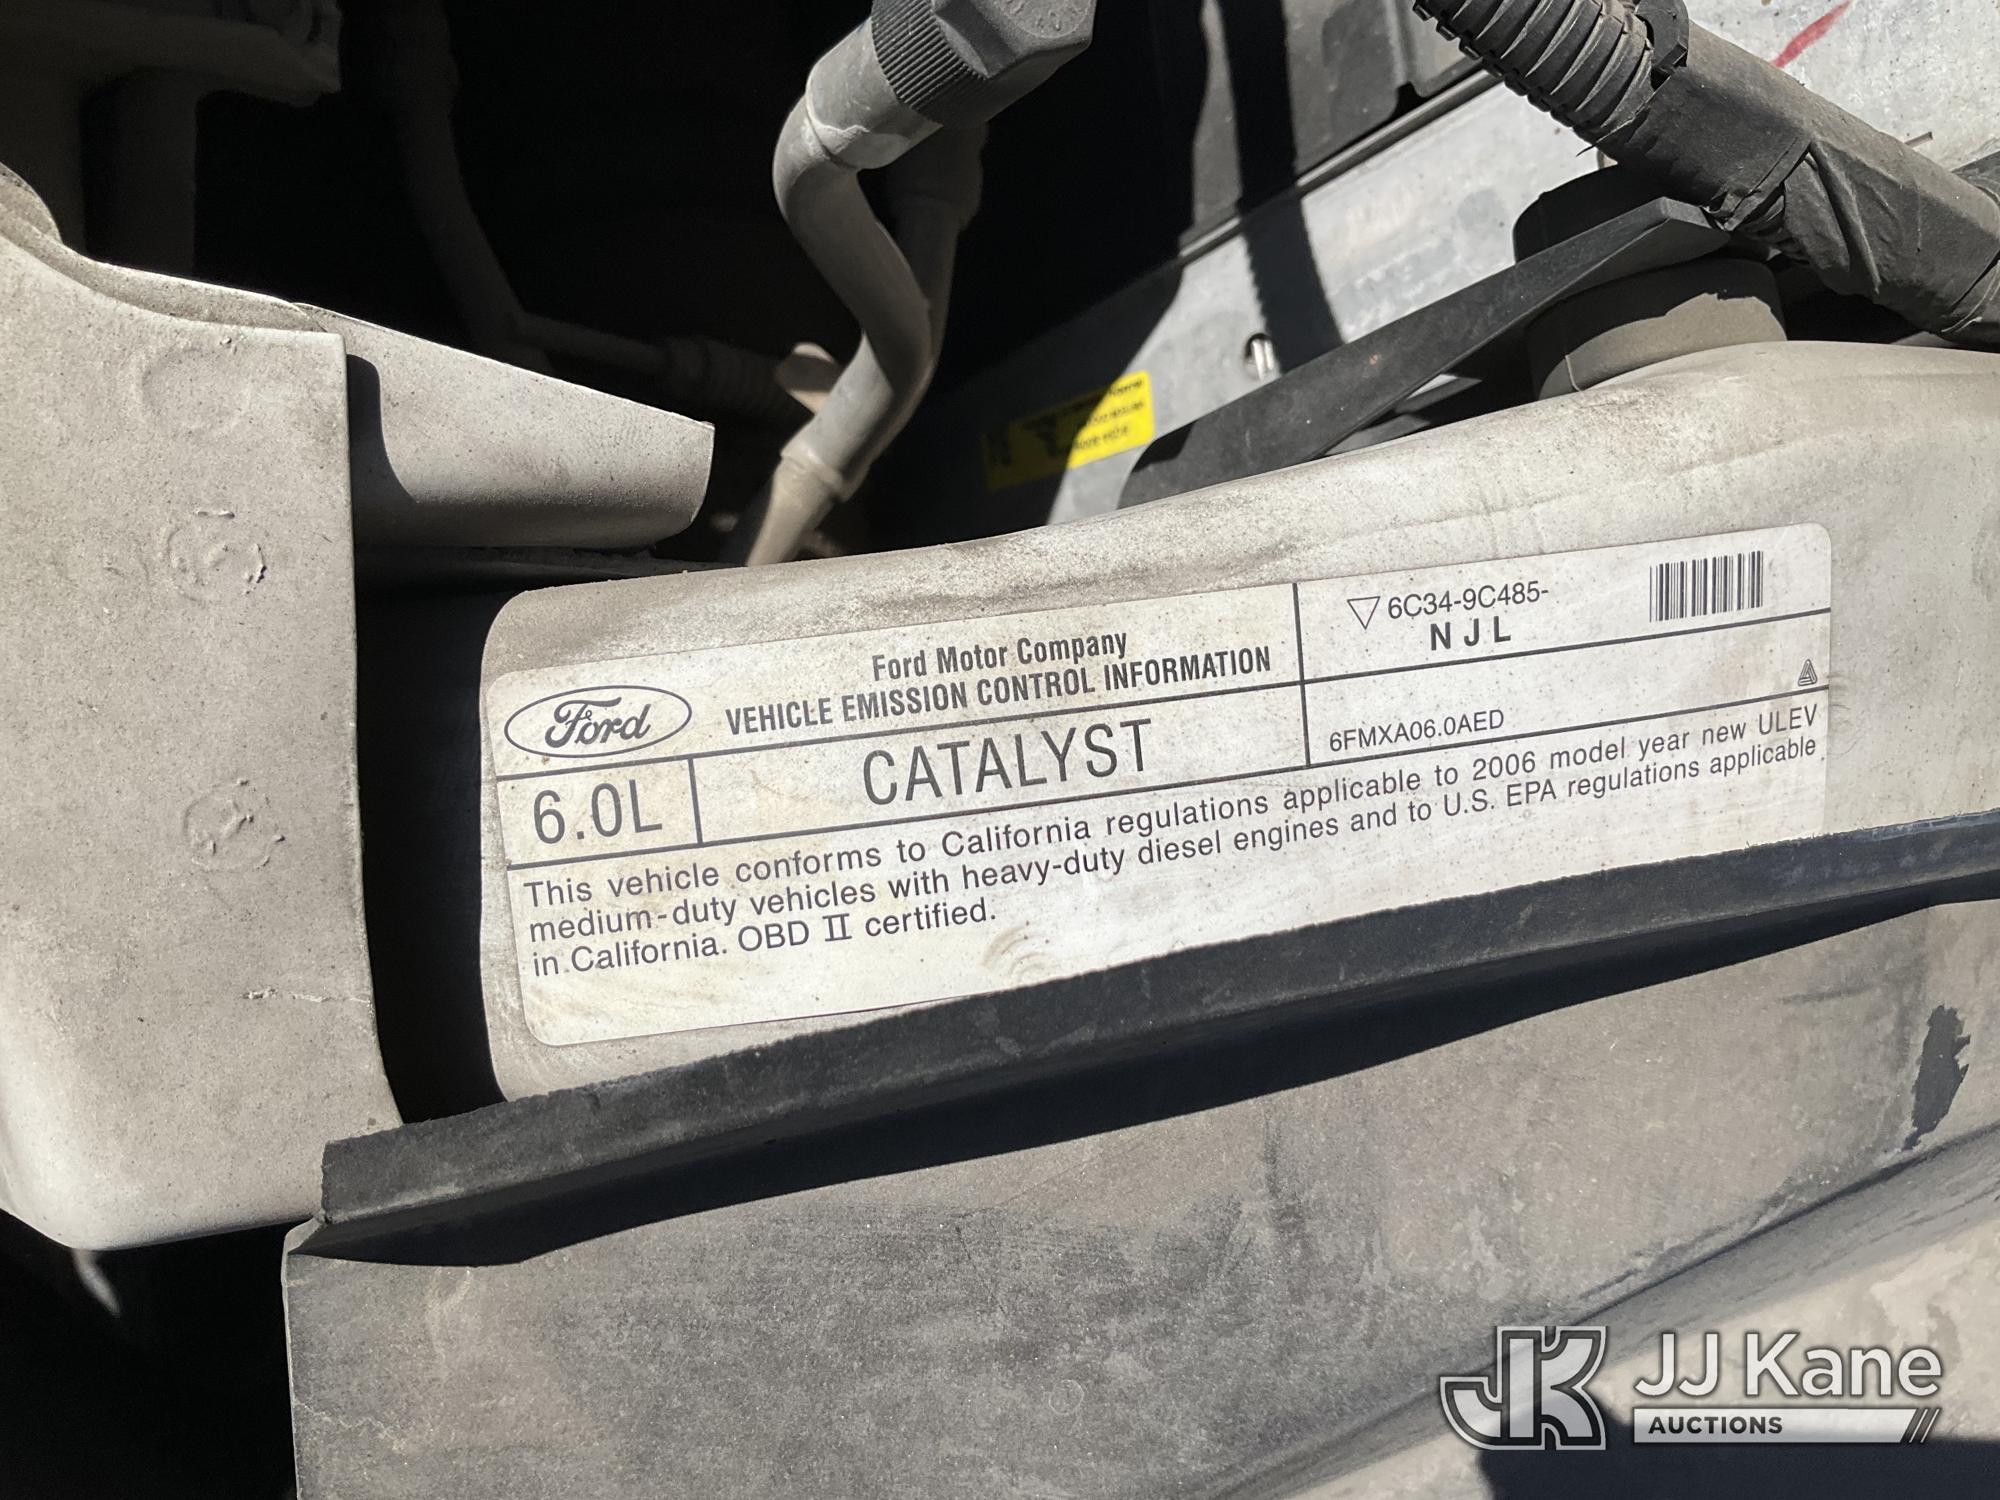 Ford
Ford Motor Company
VEHICLE EMISSION CONTROL INFORMATION
6C34-9C485-
N J L
6.0L
CATALYST
6FMXA06.0AED
This vehicle conforms to California regulations applicable to 2006 model year new ULEV
medium-duty vehicles with heavy-duty diesel engines and to U.S. EPA regulations applicable
in California. OBD II certified.
JK
JJ Kane
AUCTIONS